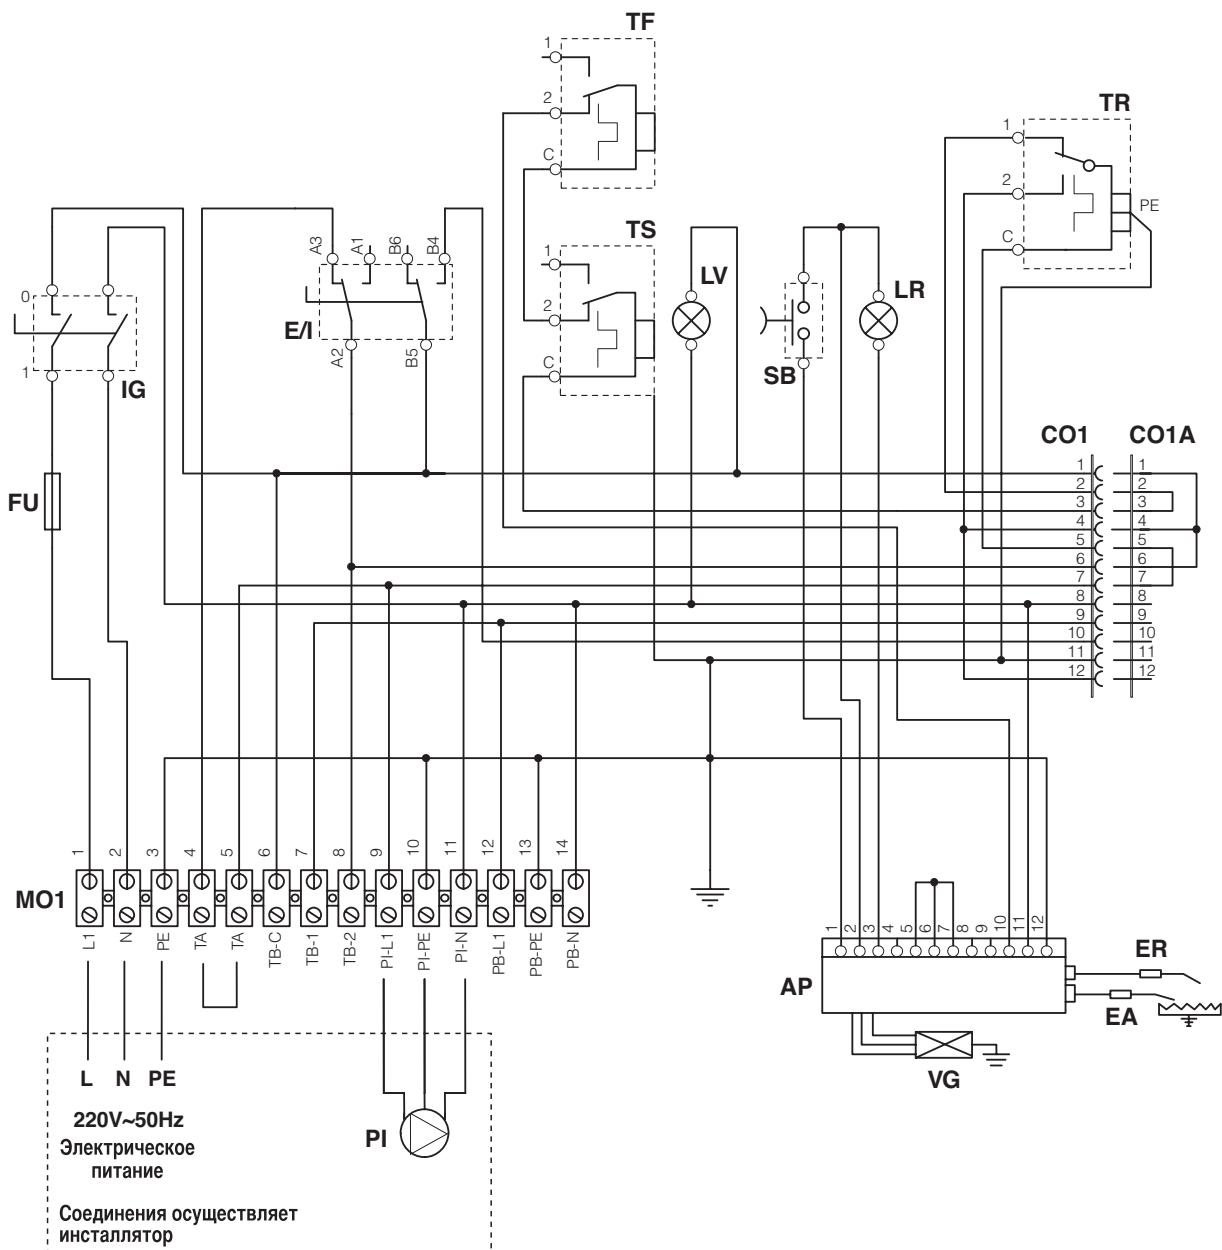 TF
1
2
C
TR
1
2
C
PE
TS
1
2
C
A3
A1
B6
B4
E/I
A2
B5
0
1
IG
LV
SB
LR
CO1
CO1A
FU
1 1
2 2
3 3
4 4
5 5
6 6
7 7
8 8
9 9
10 10
11 11
12 12
1 2 3 4 5 6 7 8 9 10 11 12 13 14
MO1
L1 N PE TA TA TB-C TB-1 TB-2 PI-L1 PI-PE PI-N PB-L1 PB-PE PB-N
1 2 3 4 5 6 7 8 9 10 11 12
AP
ER
EA
VG
L N PE
220V~50Hz
Электрическое
питание
PI
Соединения осуществляет
инсталлятор